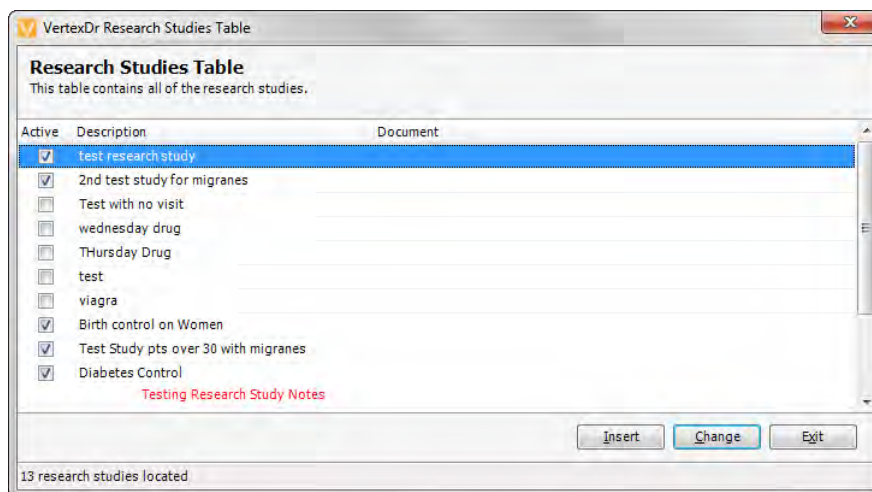 VertexDr Research Studies Table
Research Studies Table
This table contains all of the research studies.
Active Description Document
test research study
2nd test study for migranes
Test with no visit
wednesday drug
THursday Drug
test
viagra
Birth control on Women
Test Study pts over 30 with migranes
Diabetes Control
Testing Research Study Notes
Insert Change Exit
13 research studies located